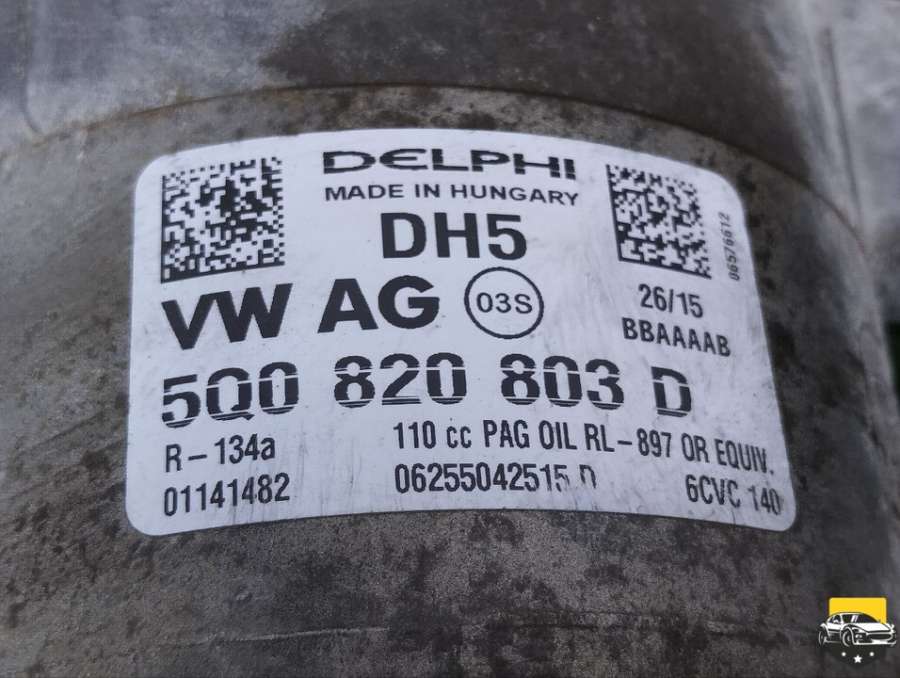 DELPHI
MADE IN HUNGARY
DH5
VW AG 03S
26/15
BBAAAAB
06576612
5Q0 820 803 D
R-134a 110 cc PAG OIL RL-897 OR EQUIV.
01141482 06255042515 D 6CVC 140